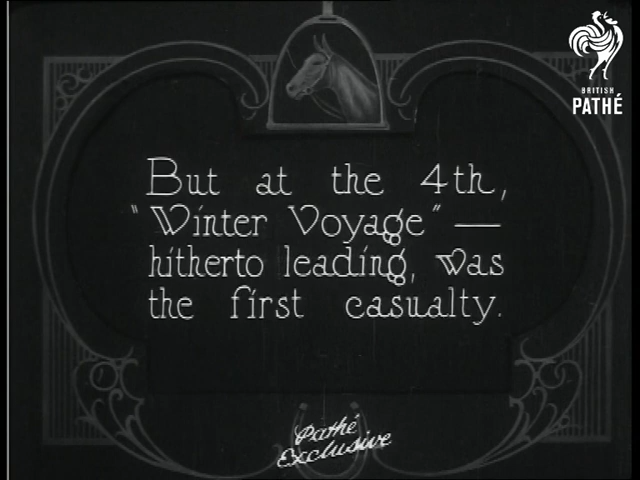 BRITISH
PATHÉ
But at the 4th,
"Winter Voyage" —
hitherto leading, was
the first casualty.
Pathé
Exclusive